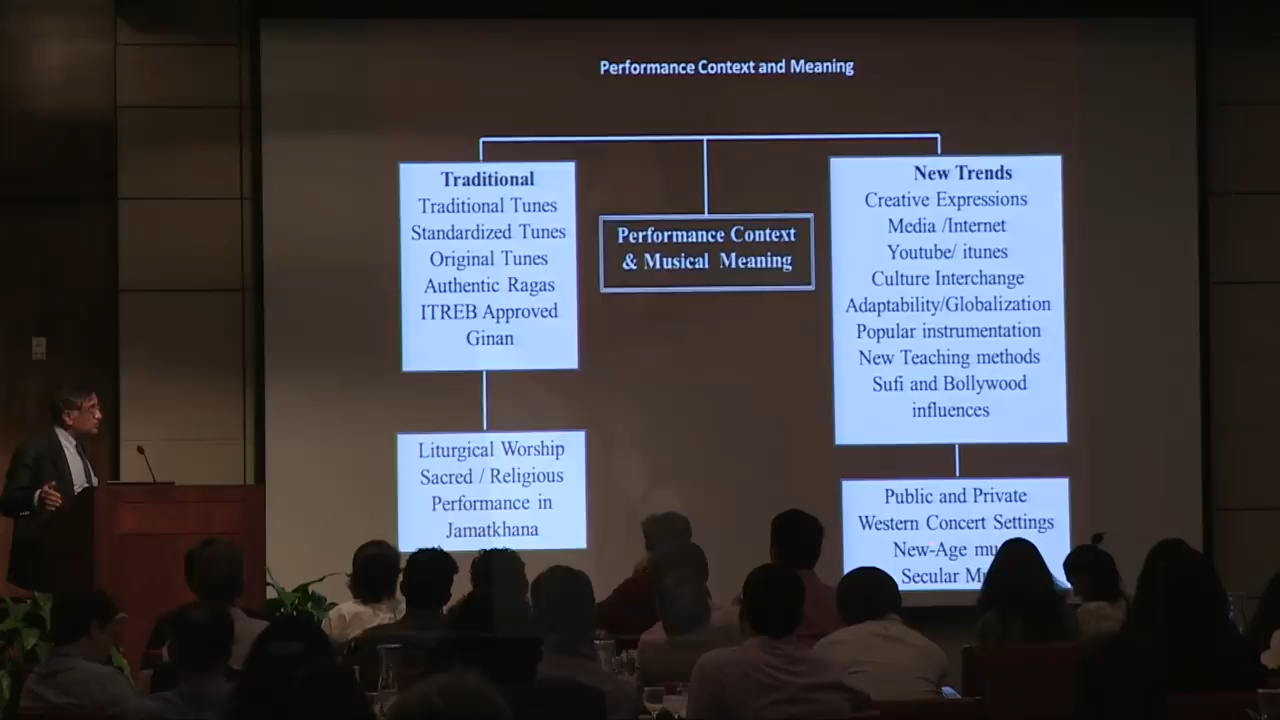 Performance Context and Meaning
Traditional
Traditional Tunes
Standardized Tunes
Original Tunes
Authentic Ragas
ITREB Approved
Ginan
Performance Context
& Musical Meaning
New Trends
Creative Expressions
Media /Internet
Youtube/ itunes
Culture Interchange
Adaptability/Globalization
Popular instrumentation
New Teaching methods
Sufi and Bollywood
influences
Liturgical Worship
Sacred / Religious
Performance in
Jamatkhana
Public and Private
Western Concert Settings
New-Age
Secular